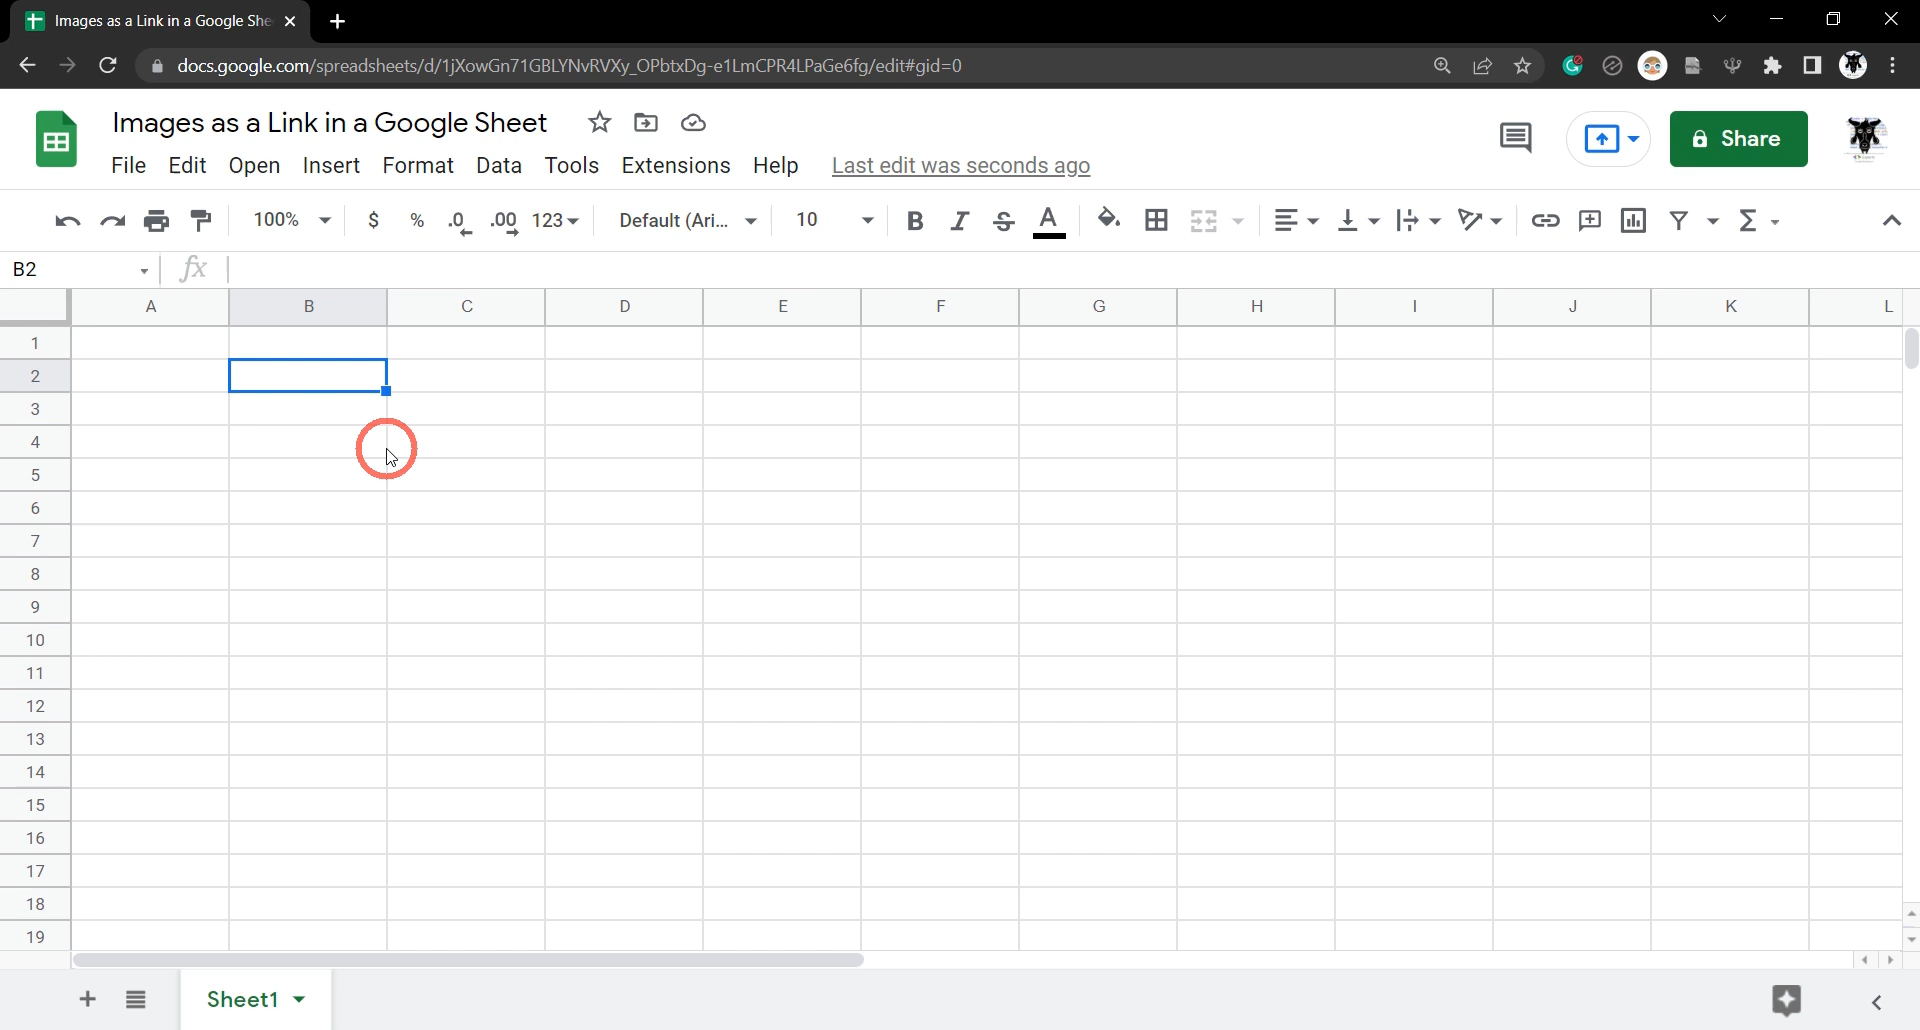 Images as a Link in a Google She
docs.google.com/spreadsheets/d/1jXowGn71GBLYNvRVXy_OPbtxDg-e1LmCPR4LPaGe6fg/edit#gid=0
Images as a Link in a Google Sheet
File Edit Open Insert Format Data Tools Extensions Help Last edit was seconds ago
Share
100% $ % .0 .00 123 Default (Ari... 10 B I S A Σ
B2 fx
A B C D E F G H I J K L
1
2
3
4
5
6
7
8
9
10
11
12
13
14
15
16
17
18
19
Sheet1